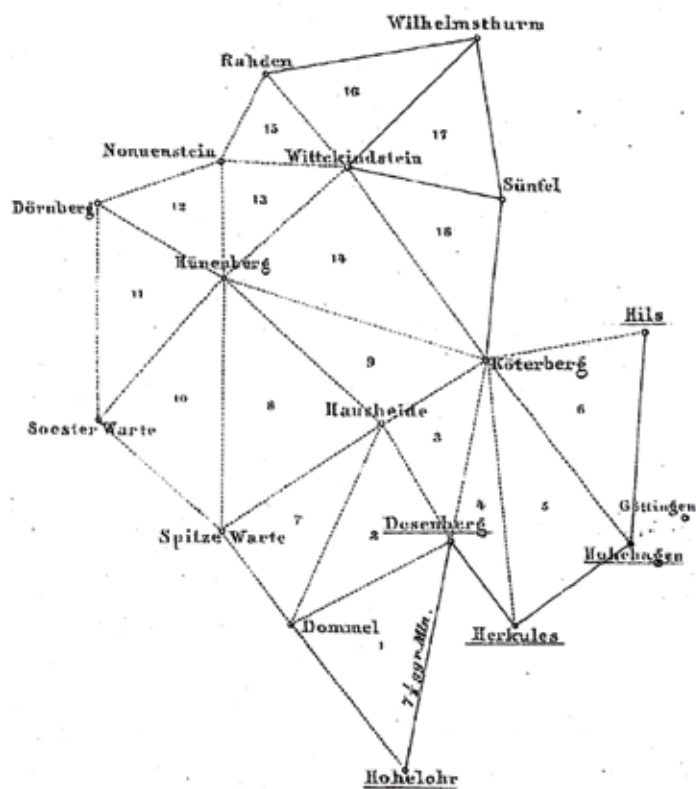 Wilhelmsthurm
Rahden
16
15
17
Nonnenstein
Wittekindstein
Sünfel
Dörnberg
12
13
18
14
Hünenberg
11
Hils
9
Köterberg
10
8
Hausheide
6
Soester Warte
3
4
5
Göttingen
7
2
Desenberg
Spitze Warte
Hohehagen
Dommel
1
Herkules
Hohelohr